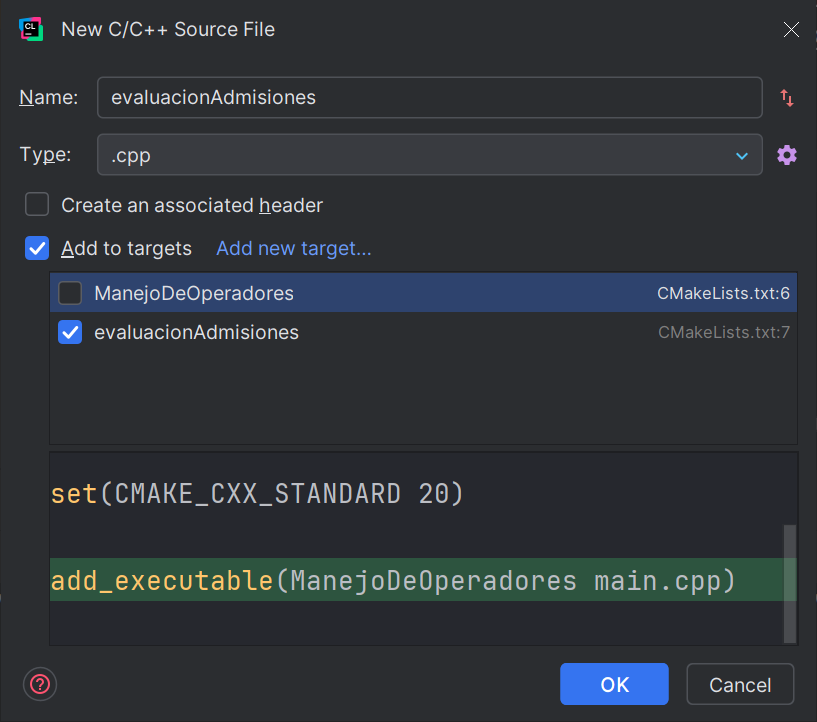 CL
New C/C++ Source File
Name: evaluacionAdmisiones
Type: .cpp
Create an associated header
Add to targets Add new target...
ManejoDeOperadores CMakeLists.txt:6
evaluacionAdmisiones CMakeLists.txt:7
set(CMAKE_CXX_STANDARD 20)
add_executable(ManejoDeOperadores main.cpp)
? OK Cancel